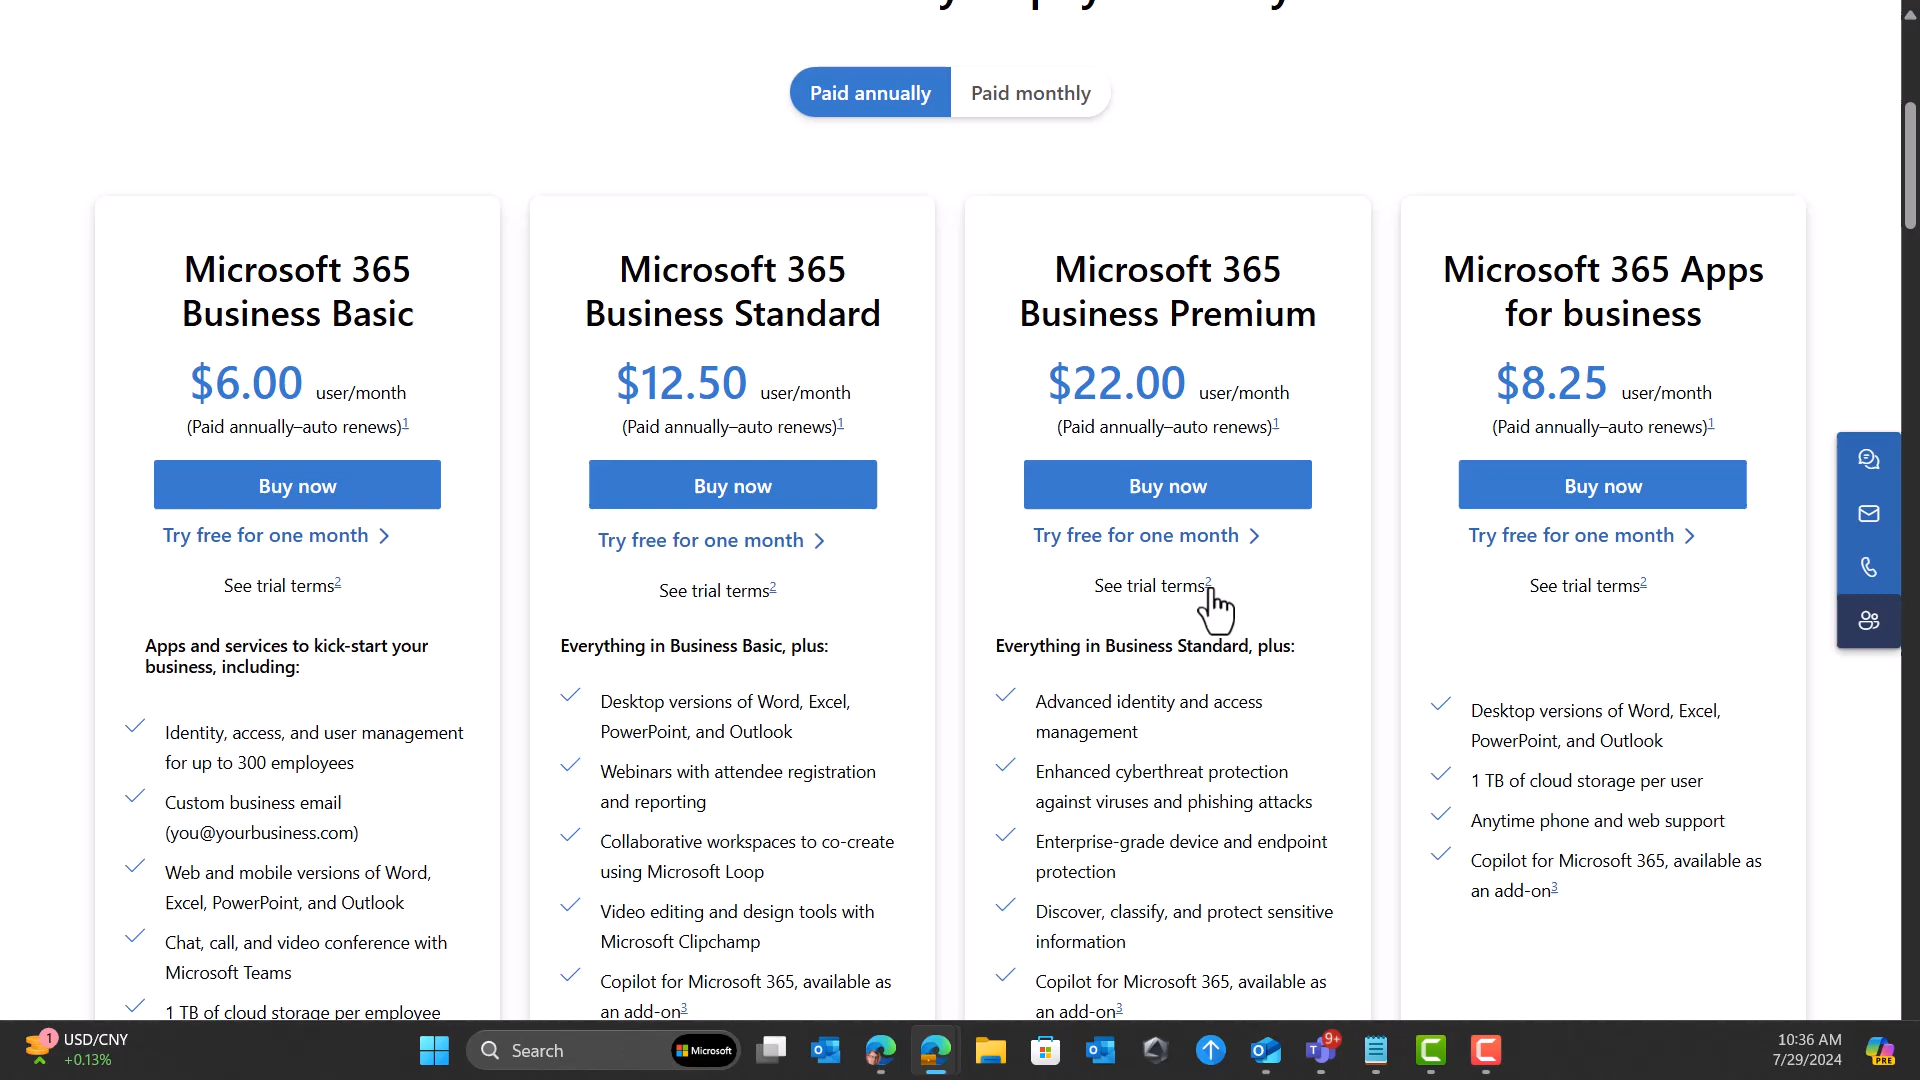 Paid annually
Paid monthly
Microsoft 365
Business Basic
$6.00 user/month
(Paid annually–auto renews)1
Buy now
Try free for one month
See trial terms2
Apps and services to kick-start your
business, including:
Identity, access, and user management
for up to 300 employees
Custom business email
(you@yourbusiness.com)
Web and mobile versions of Word,
Excel, PowerPoint, and Outlook
Chat, call, and video conference with
Microsoft Teams
1 TB of cloud storage per employee
Microsoft 365
Business Standard
$12.50 user/month
(Paid annually–auto renews)1
Buy now
Try free for one month
See trial terms2
Everything in Business Basic, plus:
Desktop versions of Word, Excel,
PowerPoint, and Outlook
Webinars with attendee registration
and reporting
Collaborative workspaces to co-create
using Microsoft Loop
Video editing and design tools with
Microsoft Clipchamp
Copilot for Microsoft 365, available as
an add-on3
Microsoft 365
Business Premium
$22.00 user/month
(Paid annually–auto renews)1
Buy now
Try free for one month
See trial terms2
Everything in Business Standard, plus:
Advanced identity and access
management
Enhanced cyberthreat protection
against viruses and phishing attacks
Enterprise-grade device and endpoint
protection
Discover, classify, and protect sensitive
information
Copilot for Microsoft 365, available as
an add-on3
Microsoft 365 Apps
for business
$8.25 user/month
(Paid annually–auto renews)1
Buy now
Try free for one month
See trial terms2
Desktop versions of Word, Excel,
PowerPoint, and Outlook
1 TB of cloud storage per user
Anytime phone and web support
Copilot for Microsoft 365, available as
an add-on3
1
USD/CNY
+0.13%
Search
Microsoft
9+
10:36 AM
7/29/2024
PRE